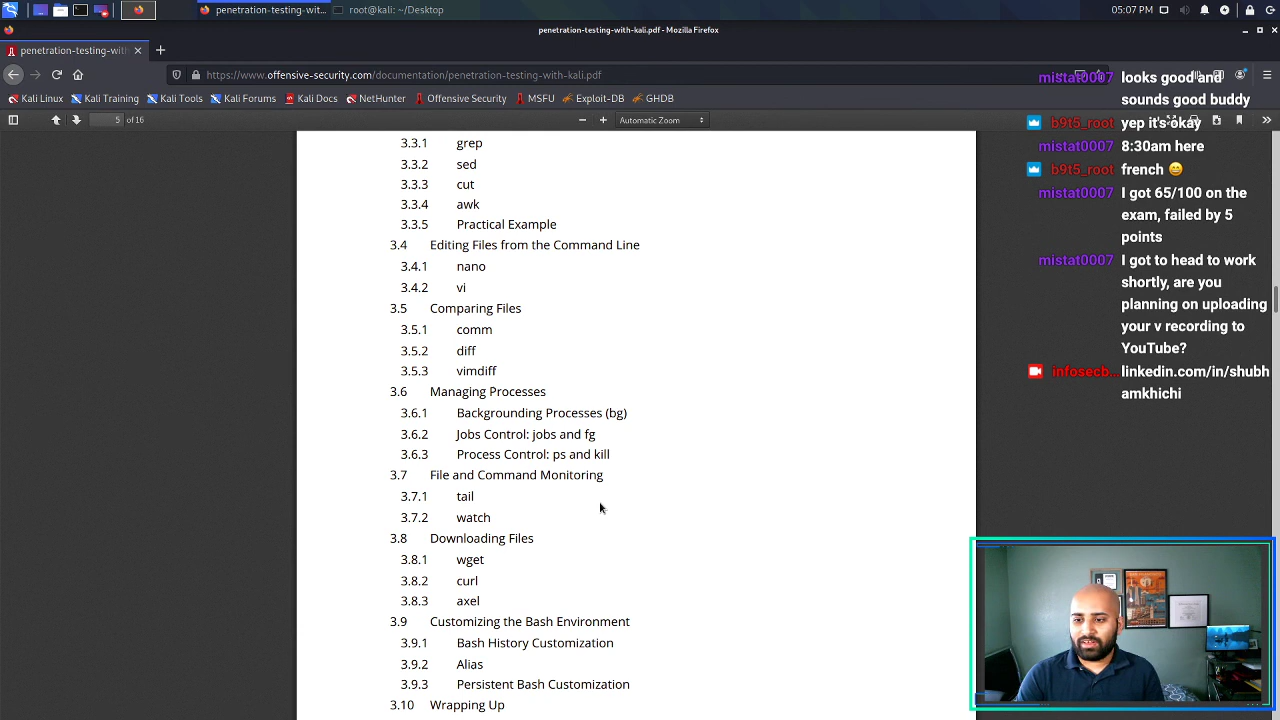 penetration-testing-wit...
root@kali: ~/Desktop
05:07 PM
penetration-testing-with-kali.pdf - Mozilla Firefox
penetration-testing-with
https://www.offensive-security.com/documentation/penetration-testing-with-kali.pdf
Kali Linux
Kali Training
Kali Tools
Kali Forums
Kali Docs
NetHunter
Offensive Security
MSFU
Exploit-DB
GHDB
5 of 16
Automatic Zoom
3.3.1 grep
3.3.2 sed
3.3.3 cut
3.3.4 awk
3.3.5 Practical Example
3.4 Editing Files from the Command Line
3.4.1 nano
3.4.2 vi
3.5 Comparing Files
3.5.1 comm
3.5.2 diff
3.5.3 vimdiff
3.6 Managing Processes
3.6.1 Backgrounding Processes (bg)
3.6.2 Jobs Control: jobs and fg
3.6.3 Process Control: ps and kill
3.7 File and Command Monitoring
3.7.1 tail
3.7.2 watch
3.8 Downloading Files
3.8.1 wget
3.8.2 curl
3.8.3 axel
3.9 Customizing the Bash Environment
3.9.1 Bash History Customization
3.9.2 Alias
3.9.3 Persistent Bash Customization
3.10 Wrapping Up
mistat0007 looks good and
sounds good buddy
b9t5_root yep it's okay
mistat0007 8:30am here
b9t5_root french 😄
mistat0007 I got 65/100 on the
exam, failed by 5
points
mistat0007 I got to head to work
shortly, are you
planning on uploading
your v recording to
YouTube?
infosecb... linkedin.com/in/shubh
amkhichi